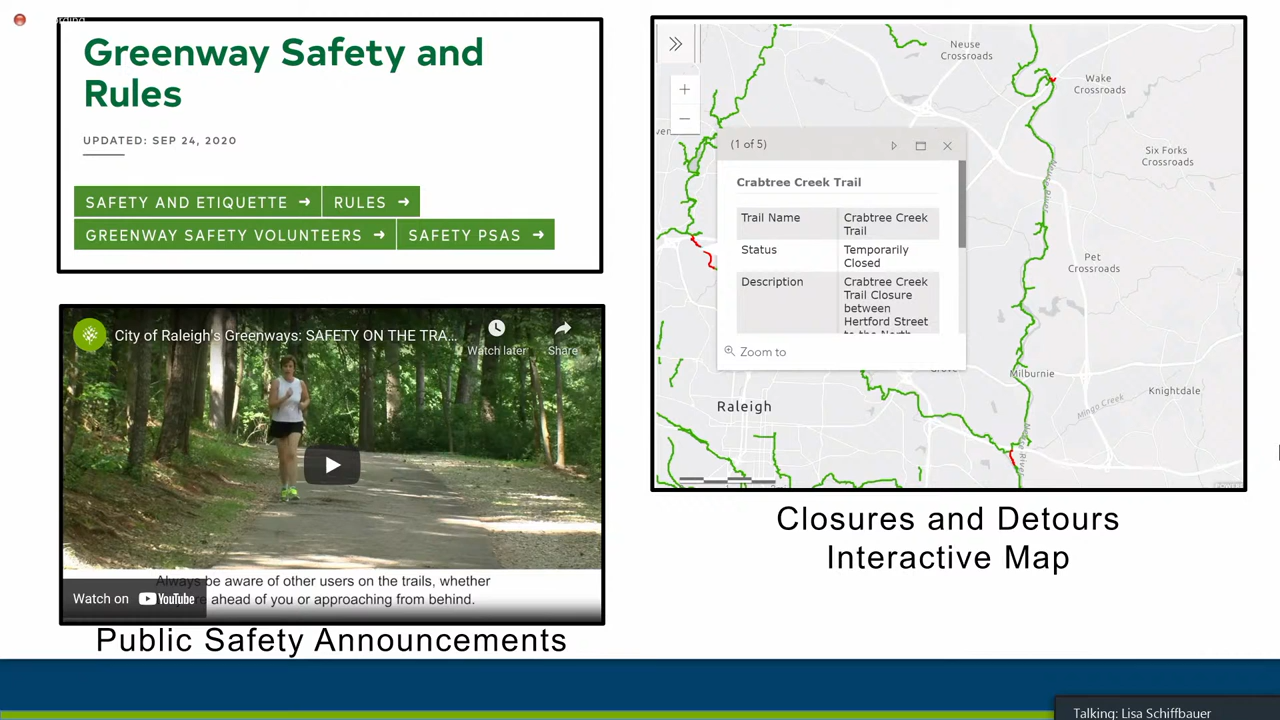 Greenway Safety and
Rules
UPDATED: SEP 24, 2020
SAFETY AND ETIQUETTE → RULES →
GREENWAY SAFETY VOLUNTEERS → SAFETY PSAS →
City of Raleigh's Greenways: SAFETY ON THE TRA...
Watch later Share
Always be aware of other users on the trails, whether
ahead of you or approaching from behind.
Watch on YouTube
Public Safety Announcements
Neuse
Crossroads
Wake
Crossroads
Six Forks
Crossroads
(1 of 5)
Crabtree Creek Trail
Trail Name Crabtree Creek
Trail
Status Temporarily
Closed
Description Crabtree Creek
Trail Closure
between
Hertford Street
to the North
Zoom to
Pet
Crossroads
Milburnie
Knightdale
Mingo Creek
Raleigh
Closures and Detours
Interactive Map
Talking: Lisa Schiffbauer